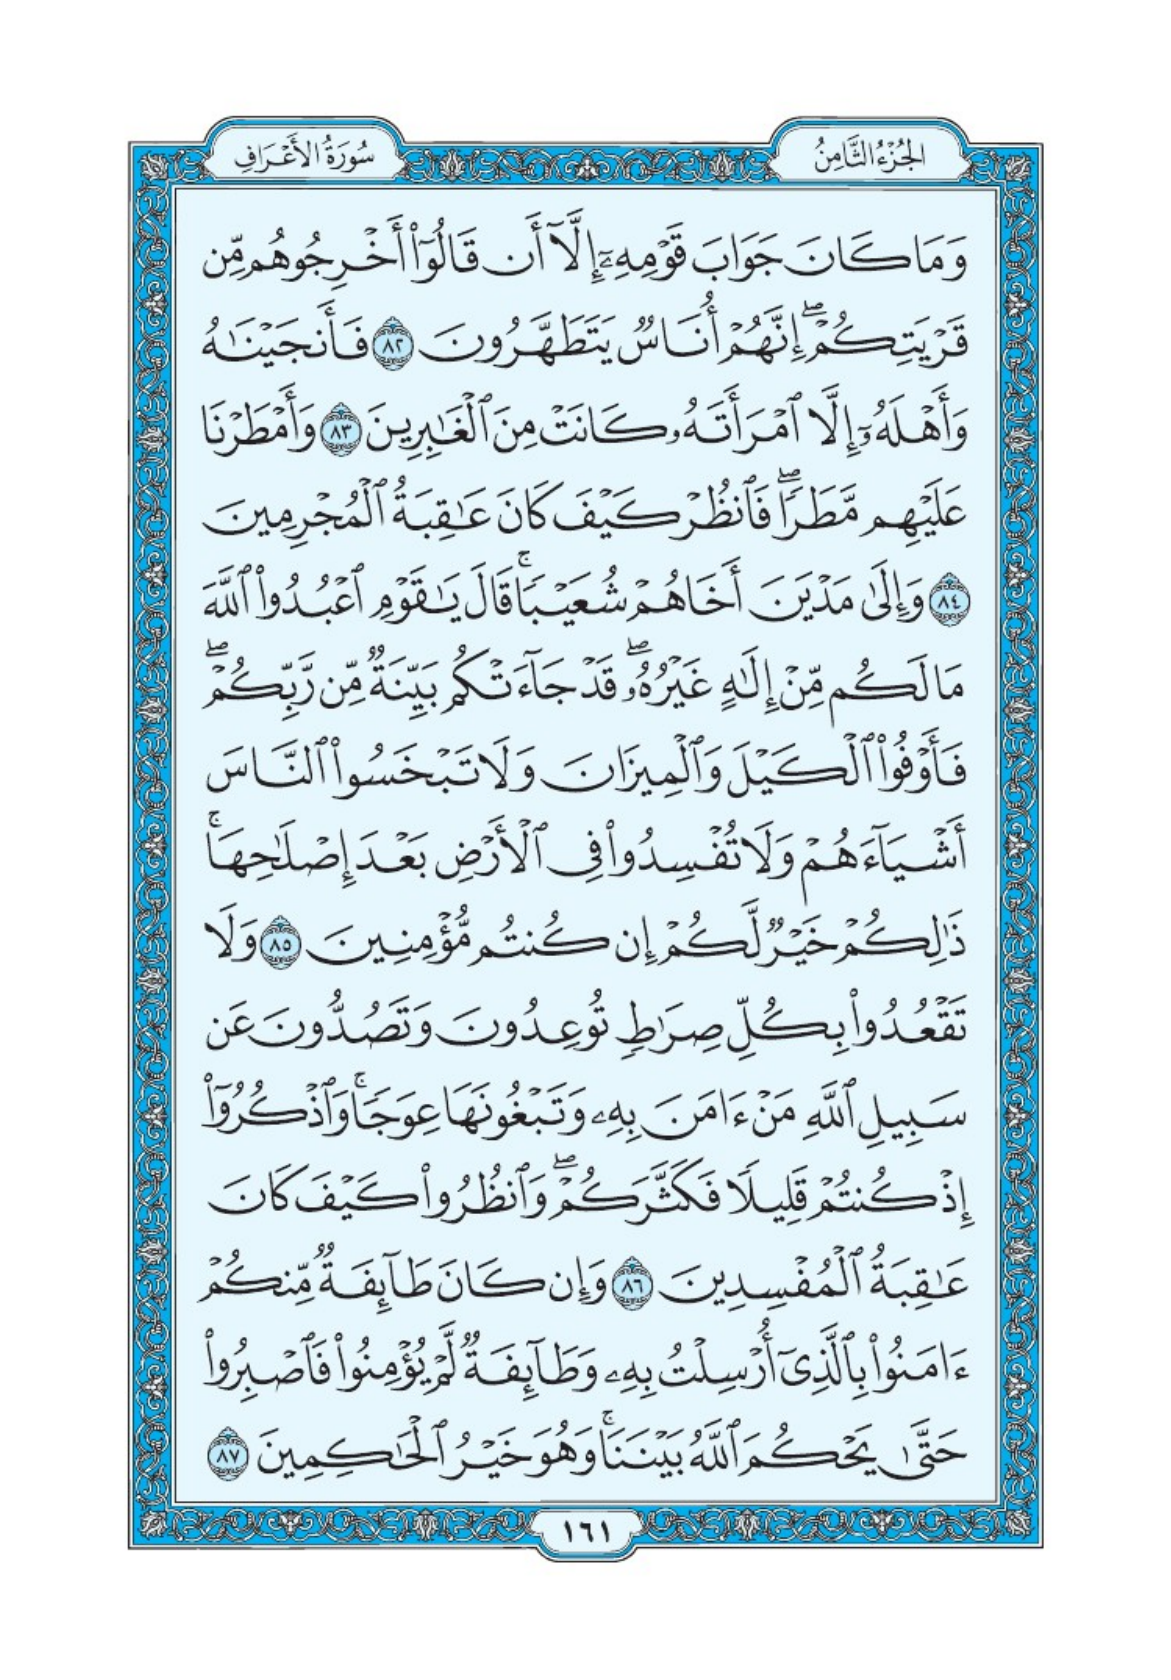 الجُزْءُ الثَّامِنُ
سُورَةُ الأَعْرَافِ
وَمَا كَانَ جَوَابَ قَوْمِهِۦٓ إِلَّآ أَن قَالُوٓا۟ أَخْرِجُوهُم مِّن
قَرْيَتِكُمْ ۖ إِنَّهُمْ أُنَاسٌ يَتَطَهَّرُونَ ٨٢ فَأَنجَيْنَـٰهُ
وَأَهْلَهُۥٓ إِلَّا ٱمْرَأَتَهُۥ كَانَتْ مِنَ ٱلْغَـٰبِرِينَ ٨٣ وَأَمْطَرْنَا
عَلَيْهِم مَّطَرًا ۖ فَٱنظُرْ كَيْفَ كَانَ عَـٰقِبَةُ ٱلْمُجْرِمِينَ
٨٤ وَإِلَىٰ مَدْيَنَ أَخَاهُمْ شُعَيْبًا ۗ قَالَ يَـٰقَوْمِ ٱعْبُدُوا۟ ٱللَّهَ
مَا لَكُم مِّنْ إِلَـٰهٍ غَيْرُهُۥ ۖ قَدْ جَآءَتْكُم بَيِّنَةٌ مِّن رَّبِّكُمْ ۖ
فَأَوْفُوا۟ ٱلْكَيْلَ وَٱلْمِيزَانَ وَلَا تَبْخَسُوا۟ ٱلنَّاسَ
أَشْيَآءَهُمْ وَلَا تُفْسِدُوا۟ فِى ٱلْأَرْضِ بَعْدَ إِصْلَـٰحِهَا ۚ
ذَٰلِكُمْ خَيْرٌ لَّكُمْ إِن كُنتُم مُّؤْمِنِينَ ٨٥ وَلَا
تَقْعُدُوا۟ بِكُلِّ صِرَٰطٍ تُوعِدُونَ وَتَصُدُّونَ عَن
سَبِيلِ ٱللَّهِ مَنْ ءَامَنَ بِهِۦ وَتَبْغُونَهَا عِوَجًا ۚ وَٱذْكُرُوٓا۟
إِذْ كُنتُمْ قَلِيلًا فَكَثَّرَكُمْ ۖ وَٱنظُرُوا۟ كَيْفَ كَانَ
عَـٰقِبَةُ ٱلْمُفْسِدِينَ ٨٦ وَإِن كَانَ طَآئِفَةٌ مِّنكُمْ
ءَامَنُوا۟ بِٱلَّذِىٓ أُرْسِلْتُ بِهِۦ وَطَآئِفَةٌ لَّمْ يُؤْمِنُوا۟ فَٱصْبِرُوا۟
حَتَّىٰ يَحْكُمَ ٱللَّهُ بَيْنَنَا ۚ وَهُوَ خَيْرُ ٱلْحَـٰكِمِينَ ٨٧
١٦١